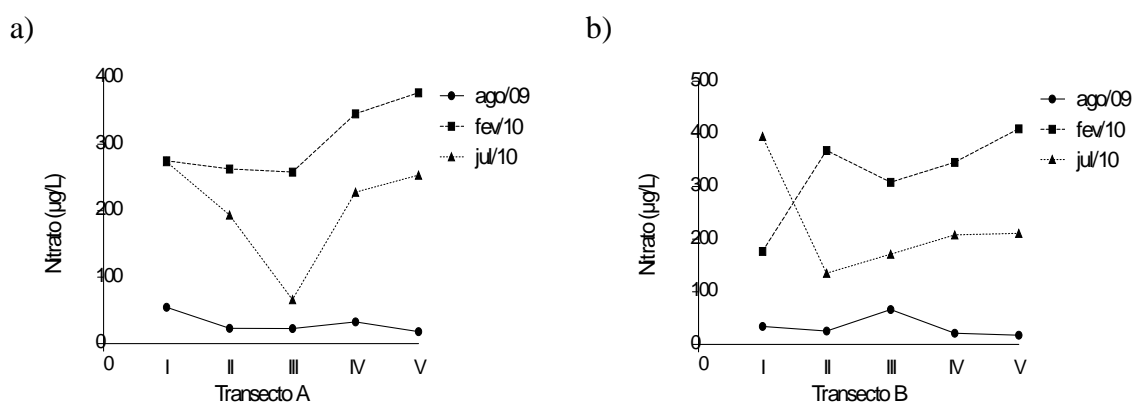 a)
400
300
200
100
0
0
Nitrato (µg/L)
I II III IV V
Transecto A
ago/09
fev/10
jul/10
b)
500
400
300
200
100
0
0
Nitrato (µg/L)
I II III IV V
Transecto B
ago/09
fev/10
jul/10